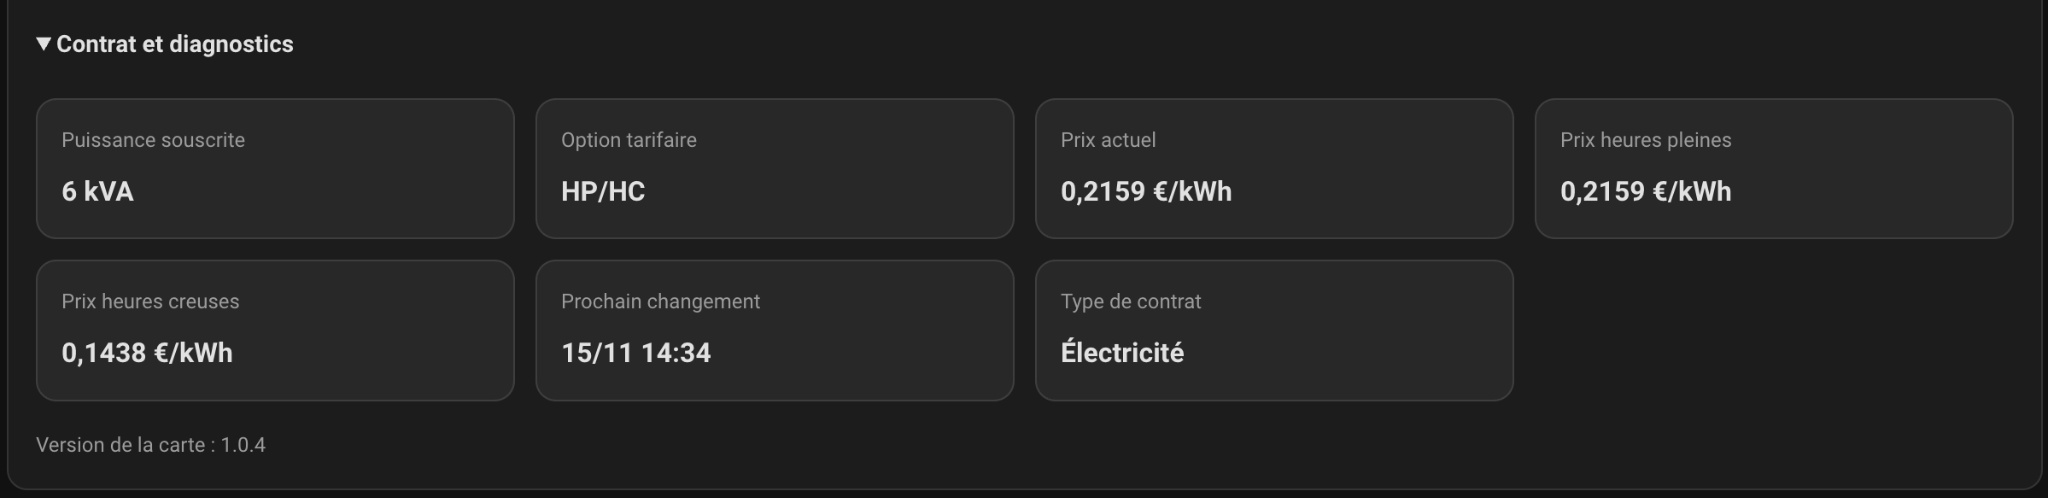 ▼ Contrat et diagnostics
Puissance souscrite
6 kVA
Option tarifaire
HP/HC
Prix actuel
0,2159 €/kWh
Prix heures pleines
0,2159 €/kWh
Prix heures creuses
0,1438 €/kWh
Prochain changement
15/11 14:34
Type de contrat
Électricité
Version de la carte : 1.0.4